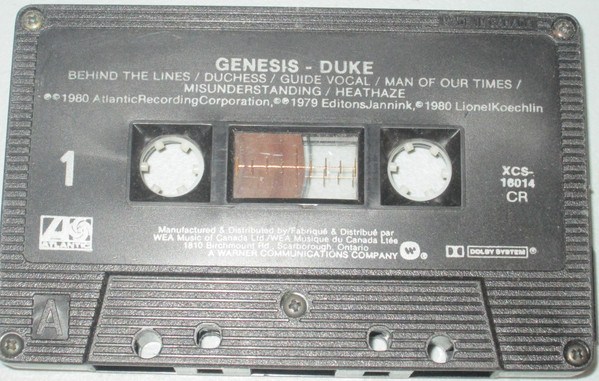 GENESIS - DUKE
BEHIND THE LINES / DUCHESS / GUIDE VOCAL / MAN OF OUR TIMES /
MISUNDERSTANDING / HEATHAZE
℗©1980 AtlanticRecordingCorporation,©℗1979 EditonsJannink,©1980 LionelKoechlin
1
XCS-
16014
CR
ATLANTIC
Manufactured & Distributed by/Fabriqué & Distribué par
WEA Music of Canada Ltd./WEA Musique du Canada Ltée
1810 Birchmount Rd., Scarborough, Ontario
A WARNER COMMUNICATIONS COMPANY
DOLBY SYSTEM
A